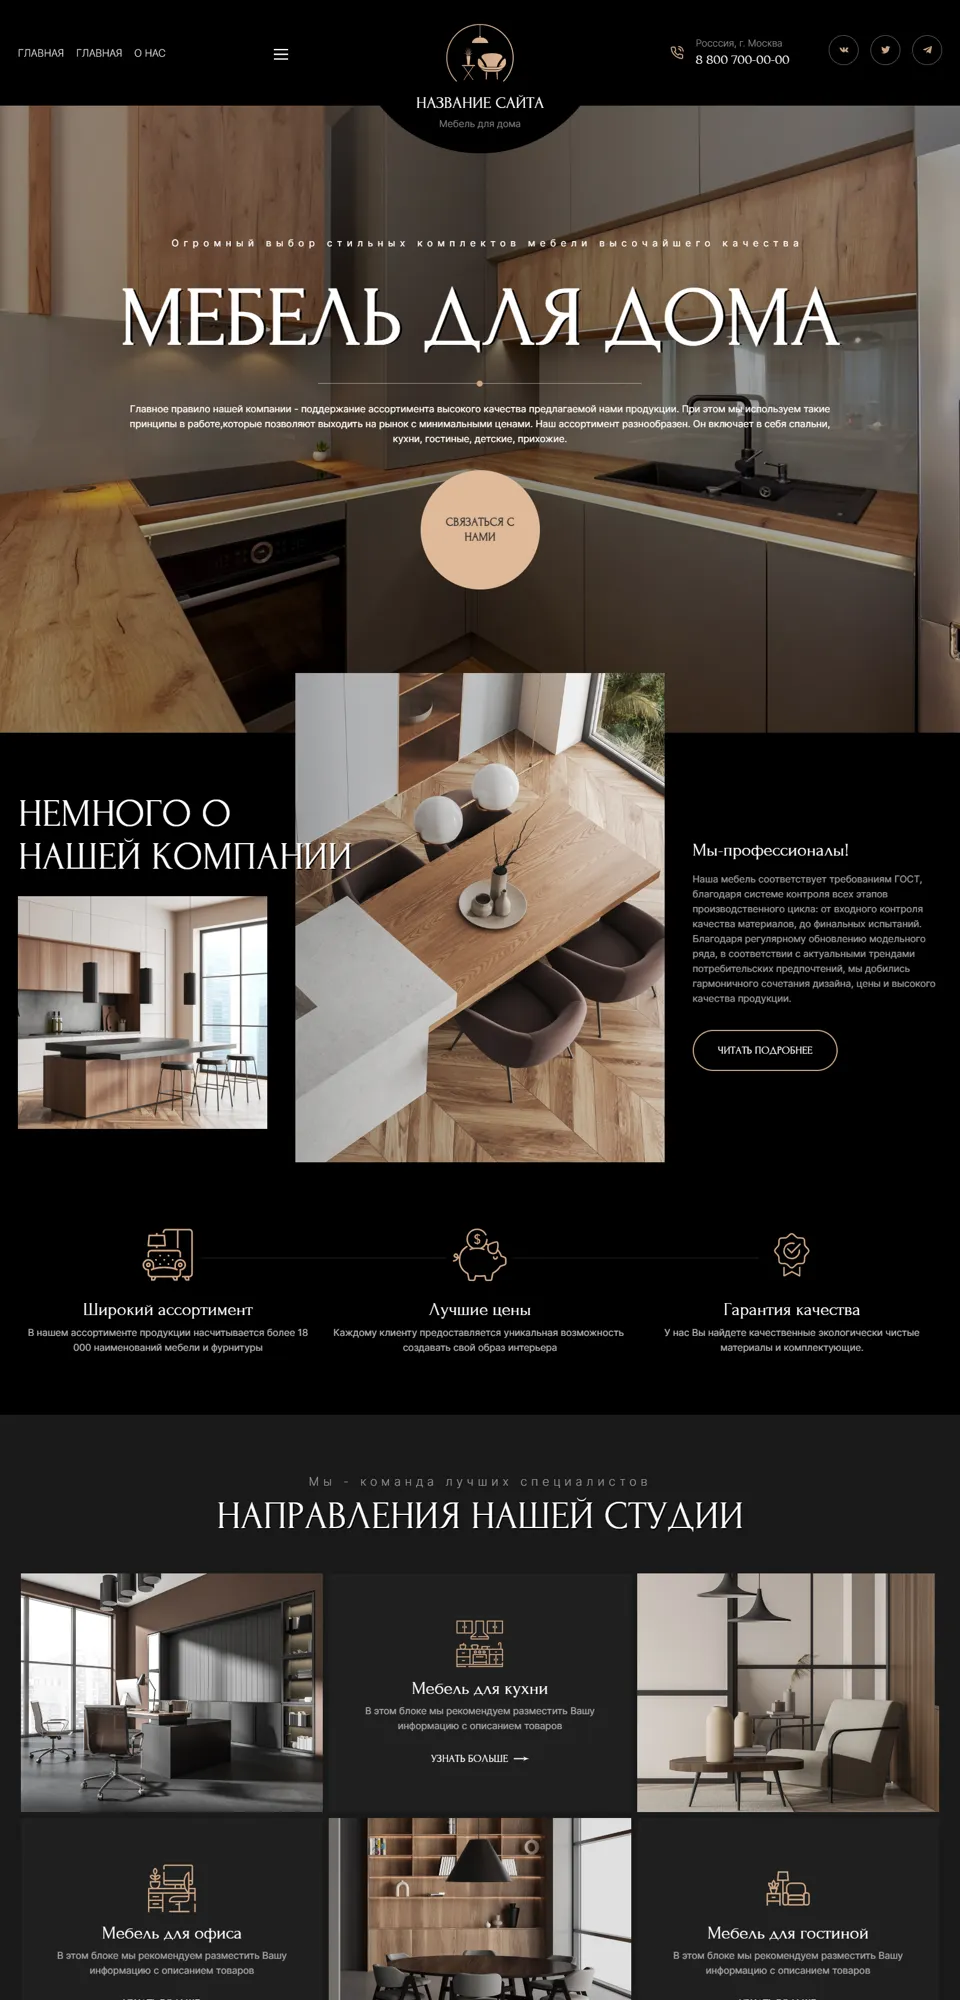 ГЛАВНАЯ ГЛАВНАЯ О НАС
НАЗВАНИЕ САЙТА
Мебель для дома
Росссия, г. Москва
8 800 700-00-00
Огромный выбор стильных комплектов мебели высочайшего качества
МЕБЕЛЬ ДЛЯ ДОМА
Главное правило нашей компании - поддержание ассортимента высокого качества предлагаемой нами продукции. При этом мы используем такие
принципы в работе,которые позволяют выходить на рынок с минимальными ценами. Наш ассортимент разнообразен. Он включает в себя спальни,
кухни, гостиные, детские, прихожие.
СВЯЗАТЬСЯ С
НАМИ
НЕМНОГО О
НАШЕЙ КОМПАНИИ
Мы-профессионалы!
Наша мебель соответствует требованиям ГОСТ,
благодаря системе контроля всех этапов
производственного цикла: от входного контроля
качества материалов, до финальных испытаний.
Благодаря регулярному обновлению модельного
ряда, в соответствии с актуальными трендами
потребительских предпочтений, мы добились
гармоничного сочетания дизайна, цены и высокого
качества продукции.
ЧИТАТЬ ПОДРОБНЕЕ
Широкий ассортимент
В нашем ассортименте продукции насчитывается более 18
000 наименований мебели и фурнитуры
Лучшие цены
Каждому клиенту предоставляется уникальная возможность
создавать свой образ интерьера
Гарантия качества
У нас Вы найдете качественные экологически чистые
материалы и комплектующие.
Мы - команда лучших специалистов
НАПРАВЛЕНИЯ НАШЕЙ СТУДИИ
Мебель для кухни
В этом блоке мы рекомендуем разместить Вашу
информацию с описанием товаров
УЗНАТЬ БОЛЬШЕ
Мебель для офиса
В этом блоке мы рекомендуем разместить Вашу
информацию с описанием товаров
Мебель для гостиной
В этом блоке мы рекомендуем разместить Вашу
информацию с описанием товаров